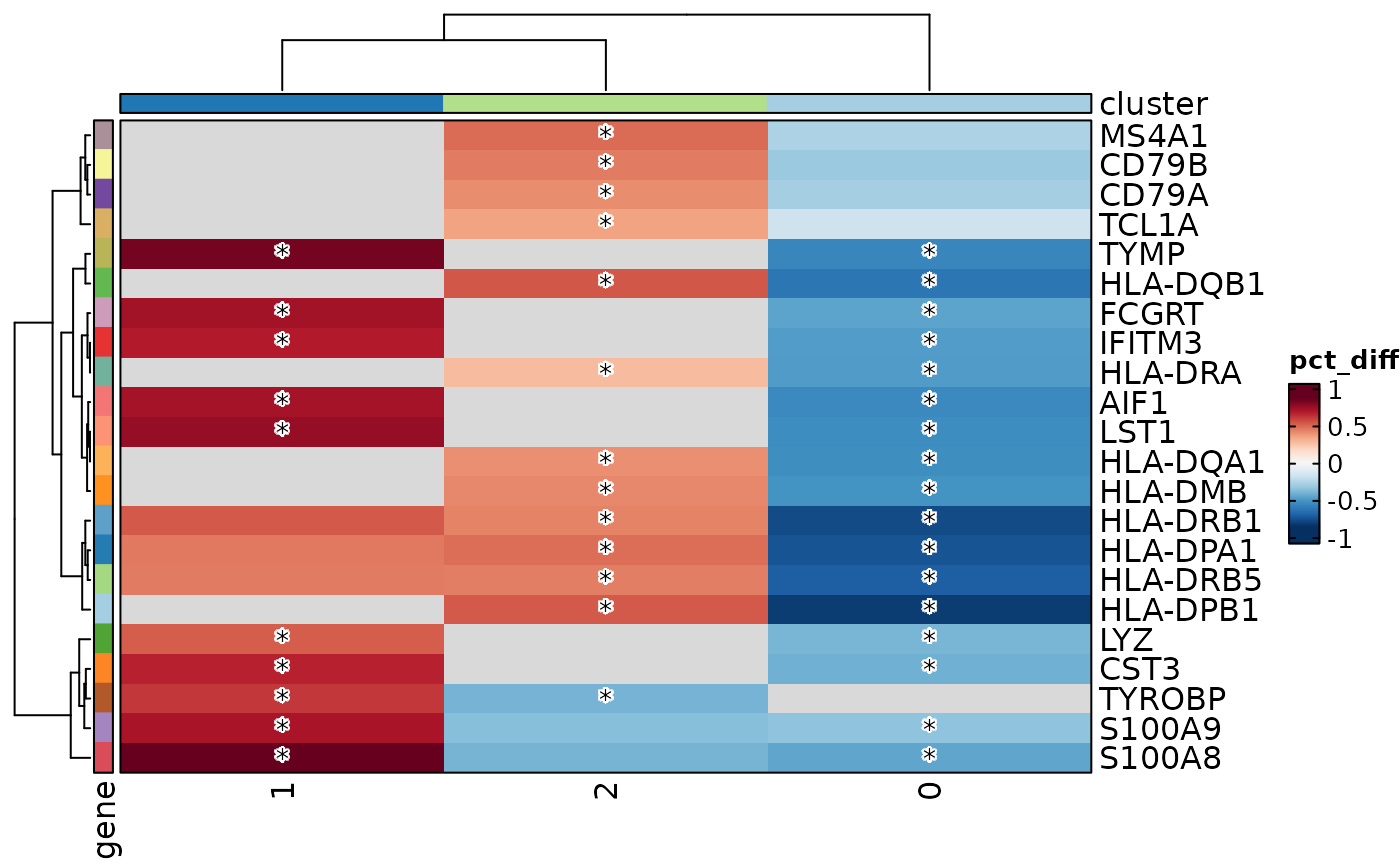 cluster
MS4A1
CD79B
CD79A
TCL1A
TYMP
HLA-DQB1
FCGRT
IFITM3
HLA-DRA
AIF1
LST1
HLA-DQA1
HLA-DMB
HLA-DRB1
HLA-DPA1
HLA-DRB5
HLA-DPB1
LYZ
CST3
TYROBP
S100A9
S100A8
gene
1
2
0
pct_diff
1
0.5
0
-0.5
-1